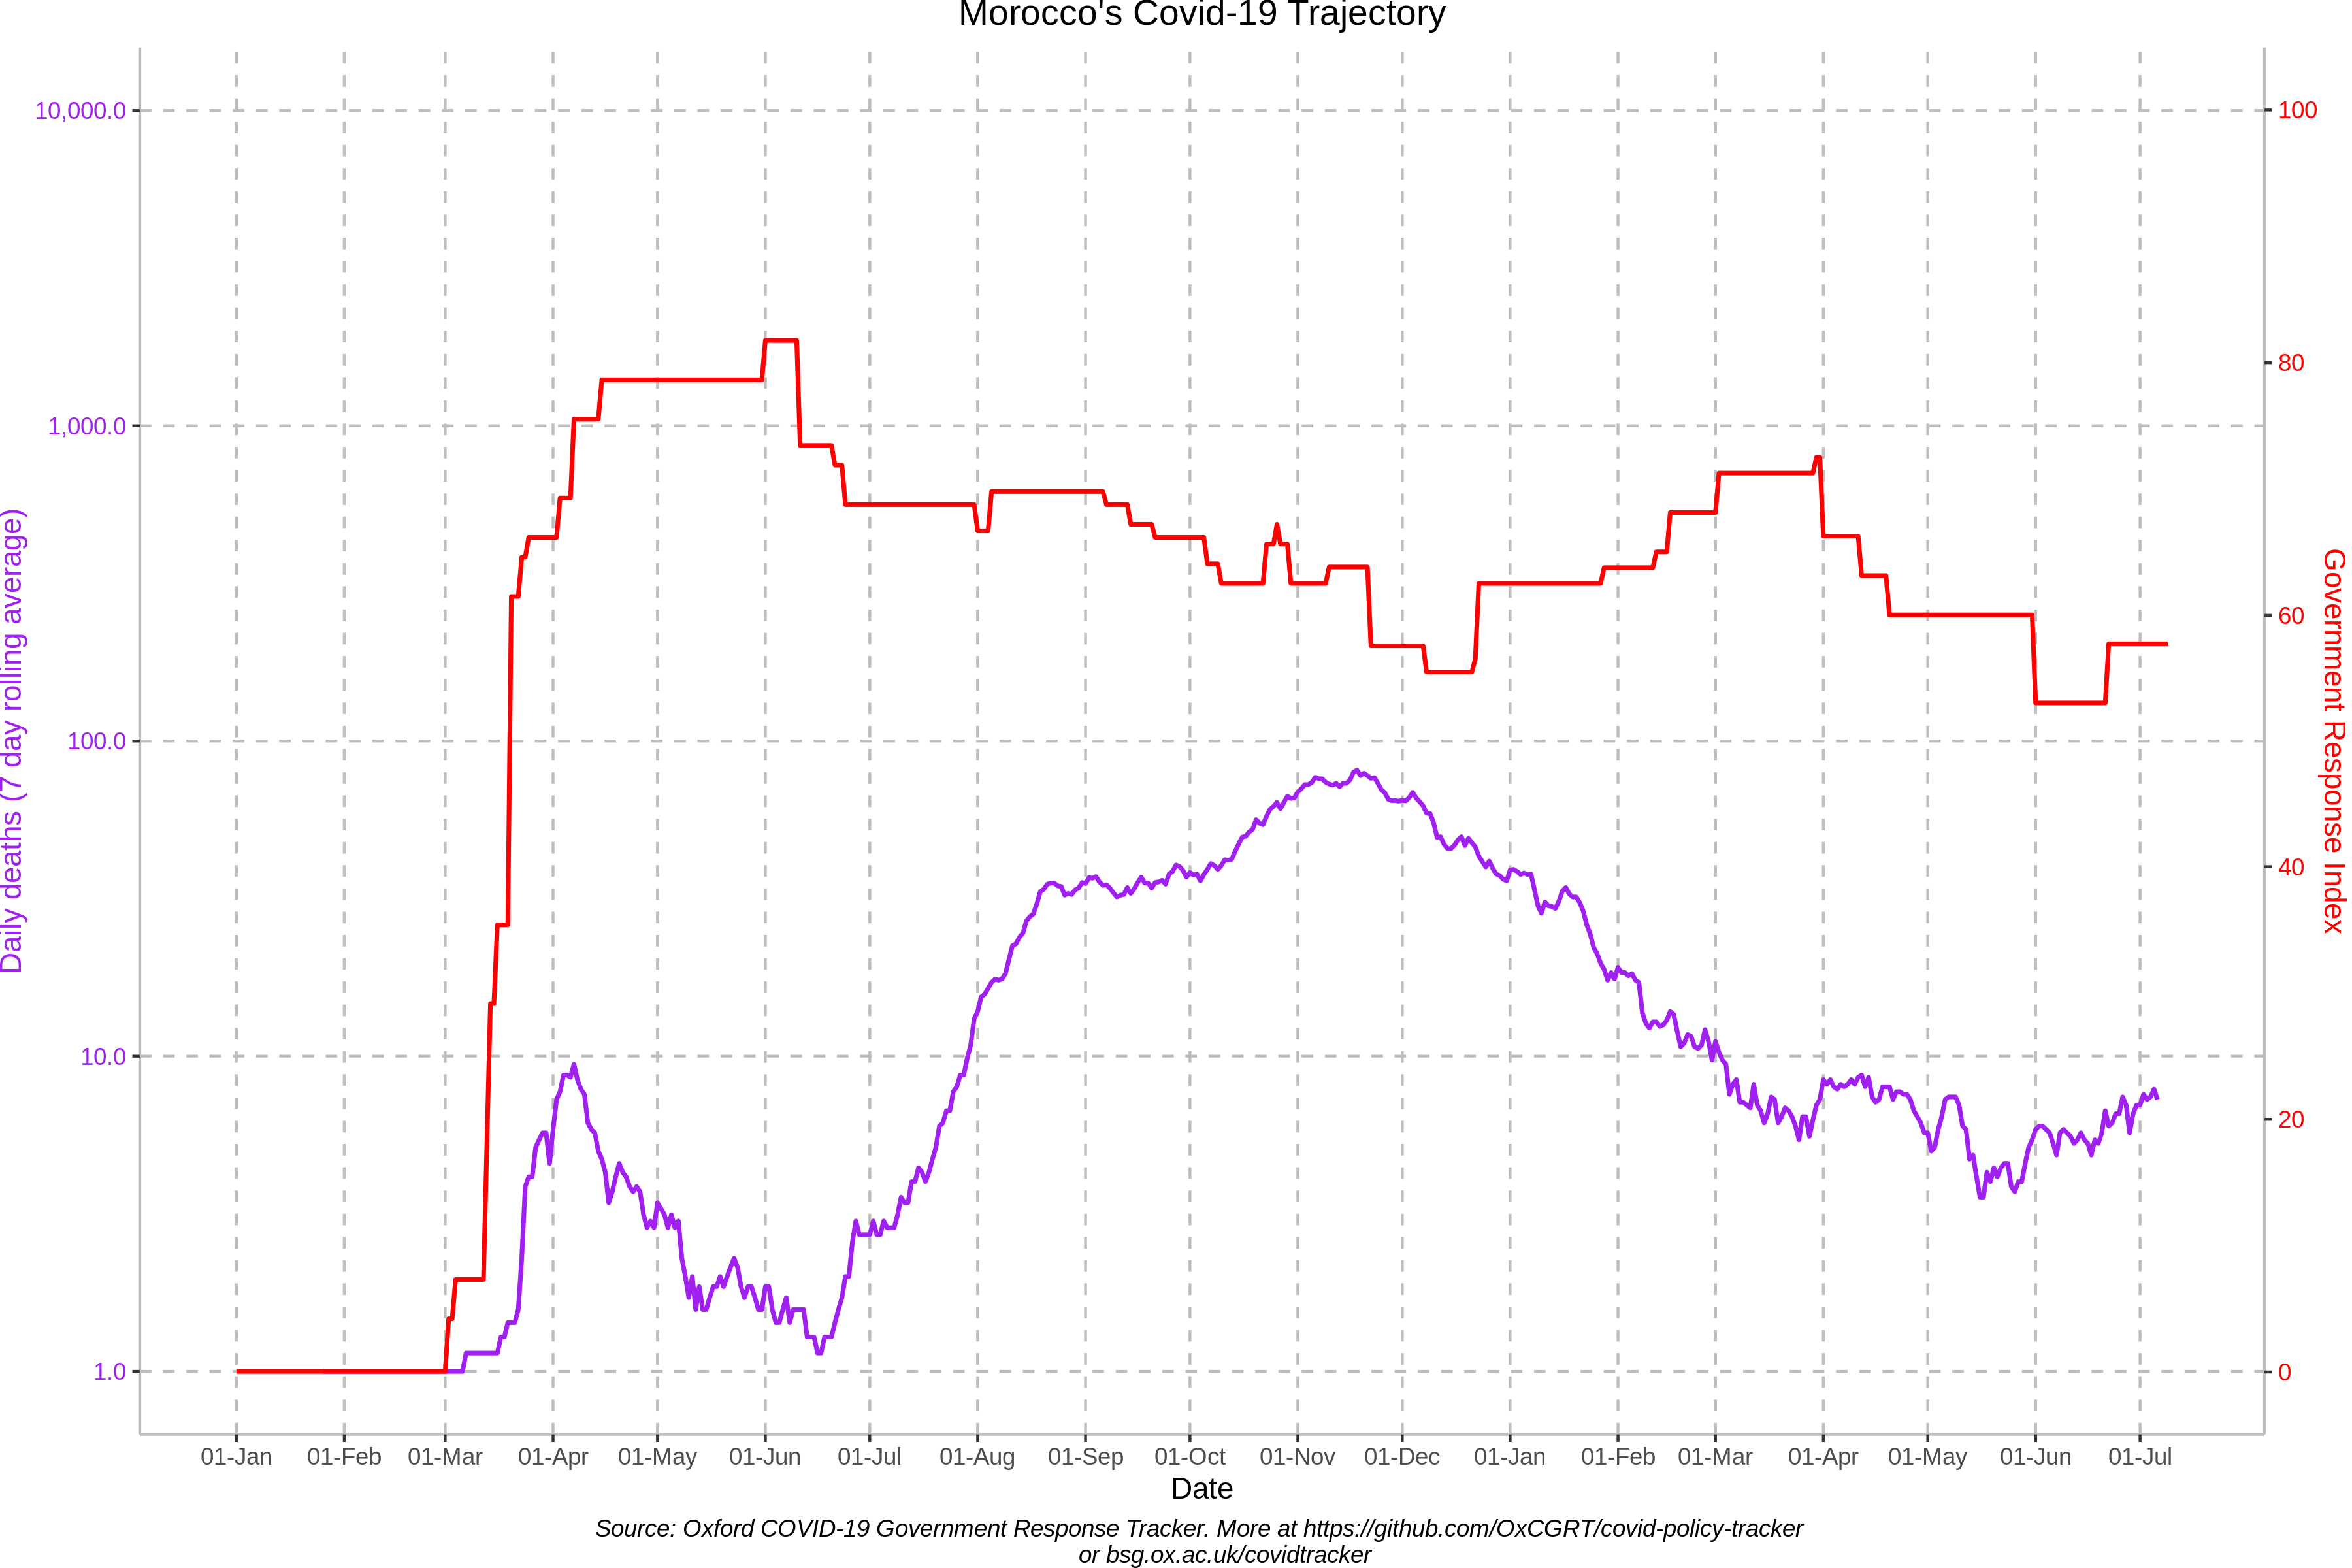 Morocco's Covid-19 Trajectory
10,000.0
1,000.0
100.0
10.0
1.0
Daily deaths (7 day rolling average)
100
80
60
40
20
0
Government Response Index
01-Jan 01-Feb 01-Mar 01-Apr 01-May 01-Jun 01-Jul 01-Aug 01-Sep 01-Oct 01-Nov 01-Dec 01-Jan 01-Feb 01-Mar 01-Apr 01-May 01-Jun 01-Jul
Date
Source: Oxford COVID-19 Government Response Tracker. More at https://github.com/OxCGRT/covid-policy-tracker
or bsg.ox.ac.uk/covidtracker